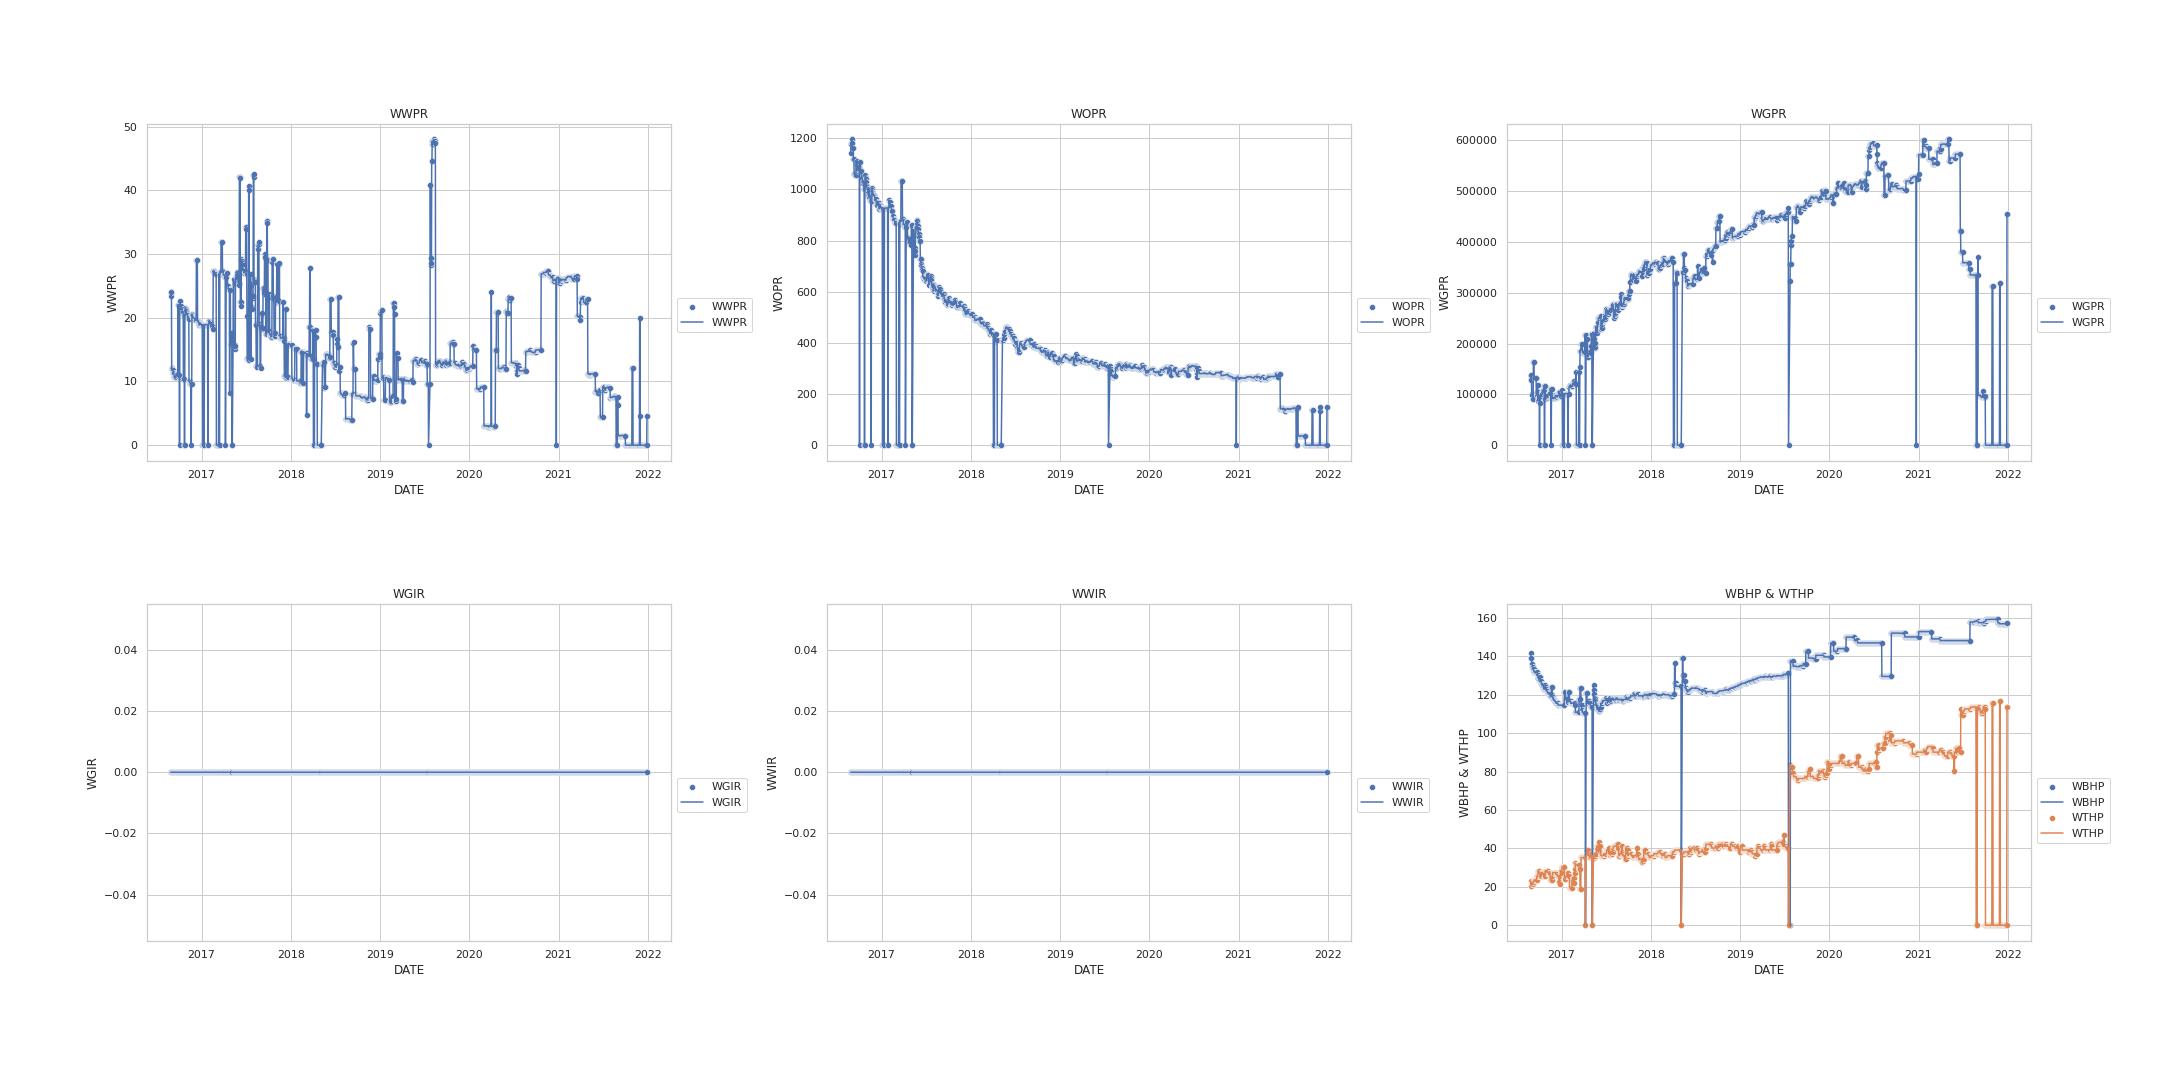 WWPR
50
40
30
20
10
0
WWPR
2017 2018 2019 2020 2021 2022
DATE
WWPR
WWPR
WOPR
1200
1000
800
600
400
200
0
WOPR
2017 2018 2019 2020 2021 2022
DATE
WOPR
WOPR
WGPR
600000
500000
400000
300000
200000
100000
0
WGPR
2017 2018 2019 2020 2021 2022
DATE
WGPR
WGPR
WGIR
0.04
0.02
0.00
−0.02
−0.04
WGIR
2017 2018 2019 2020 2021 2022
DATE
WGIR
WGIR
WWIR
0.04
0.02
0.00
−0.02
−0.04
WWIR
2017 2018 2019 2020 2021 2022
DATE
WWIR
WWIR
WBHP & WTHP
160
140
120
100
80
60
40
20
0
WBHP & WTHP
2017 2018 2019 2020 2021 2022
DATE
WBHP
WBHP
WTHP
WTHP